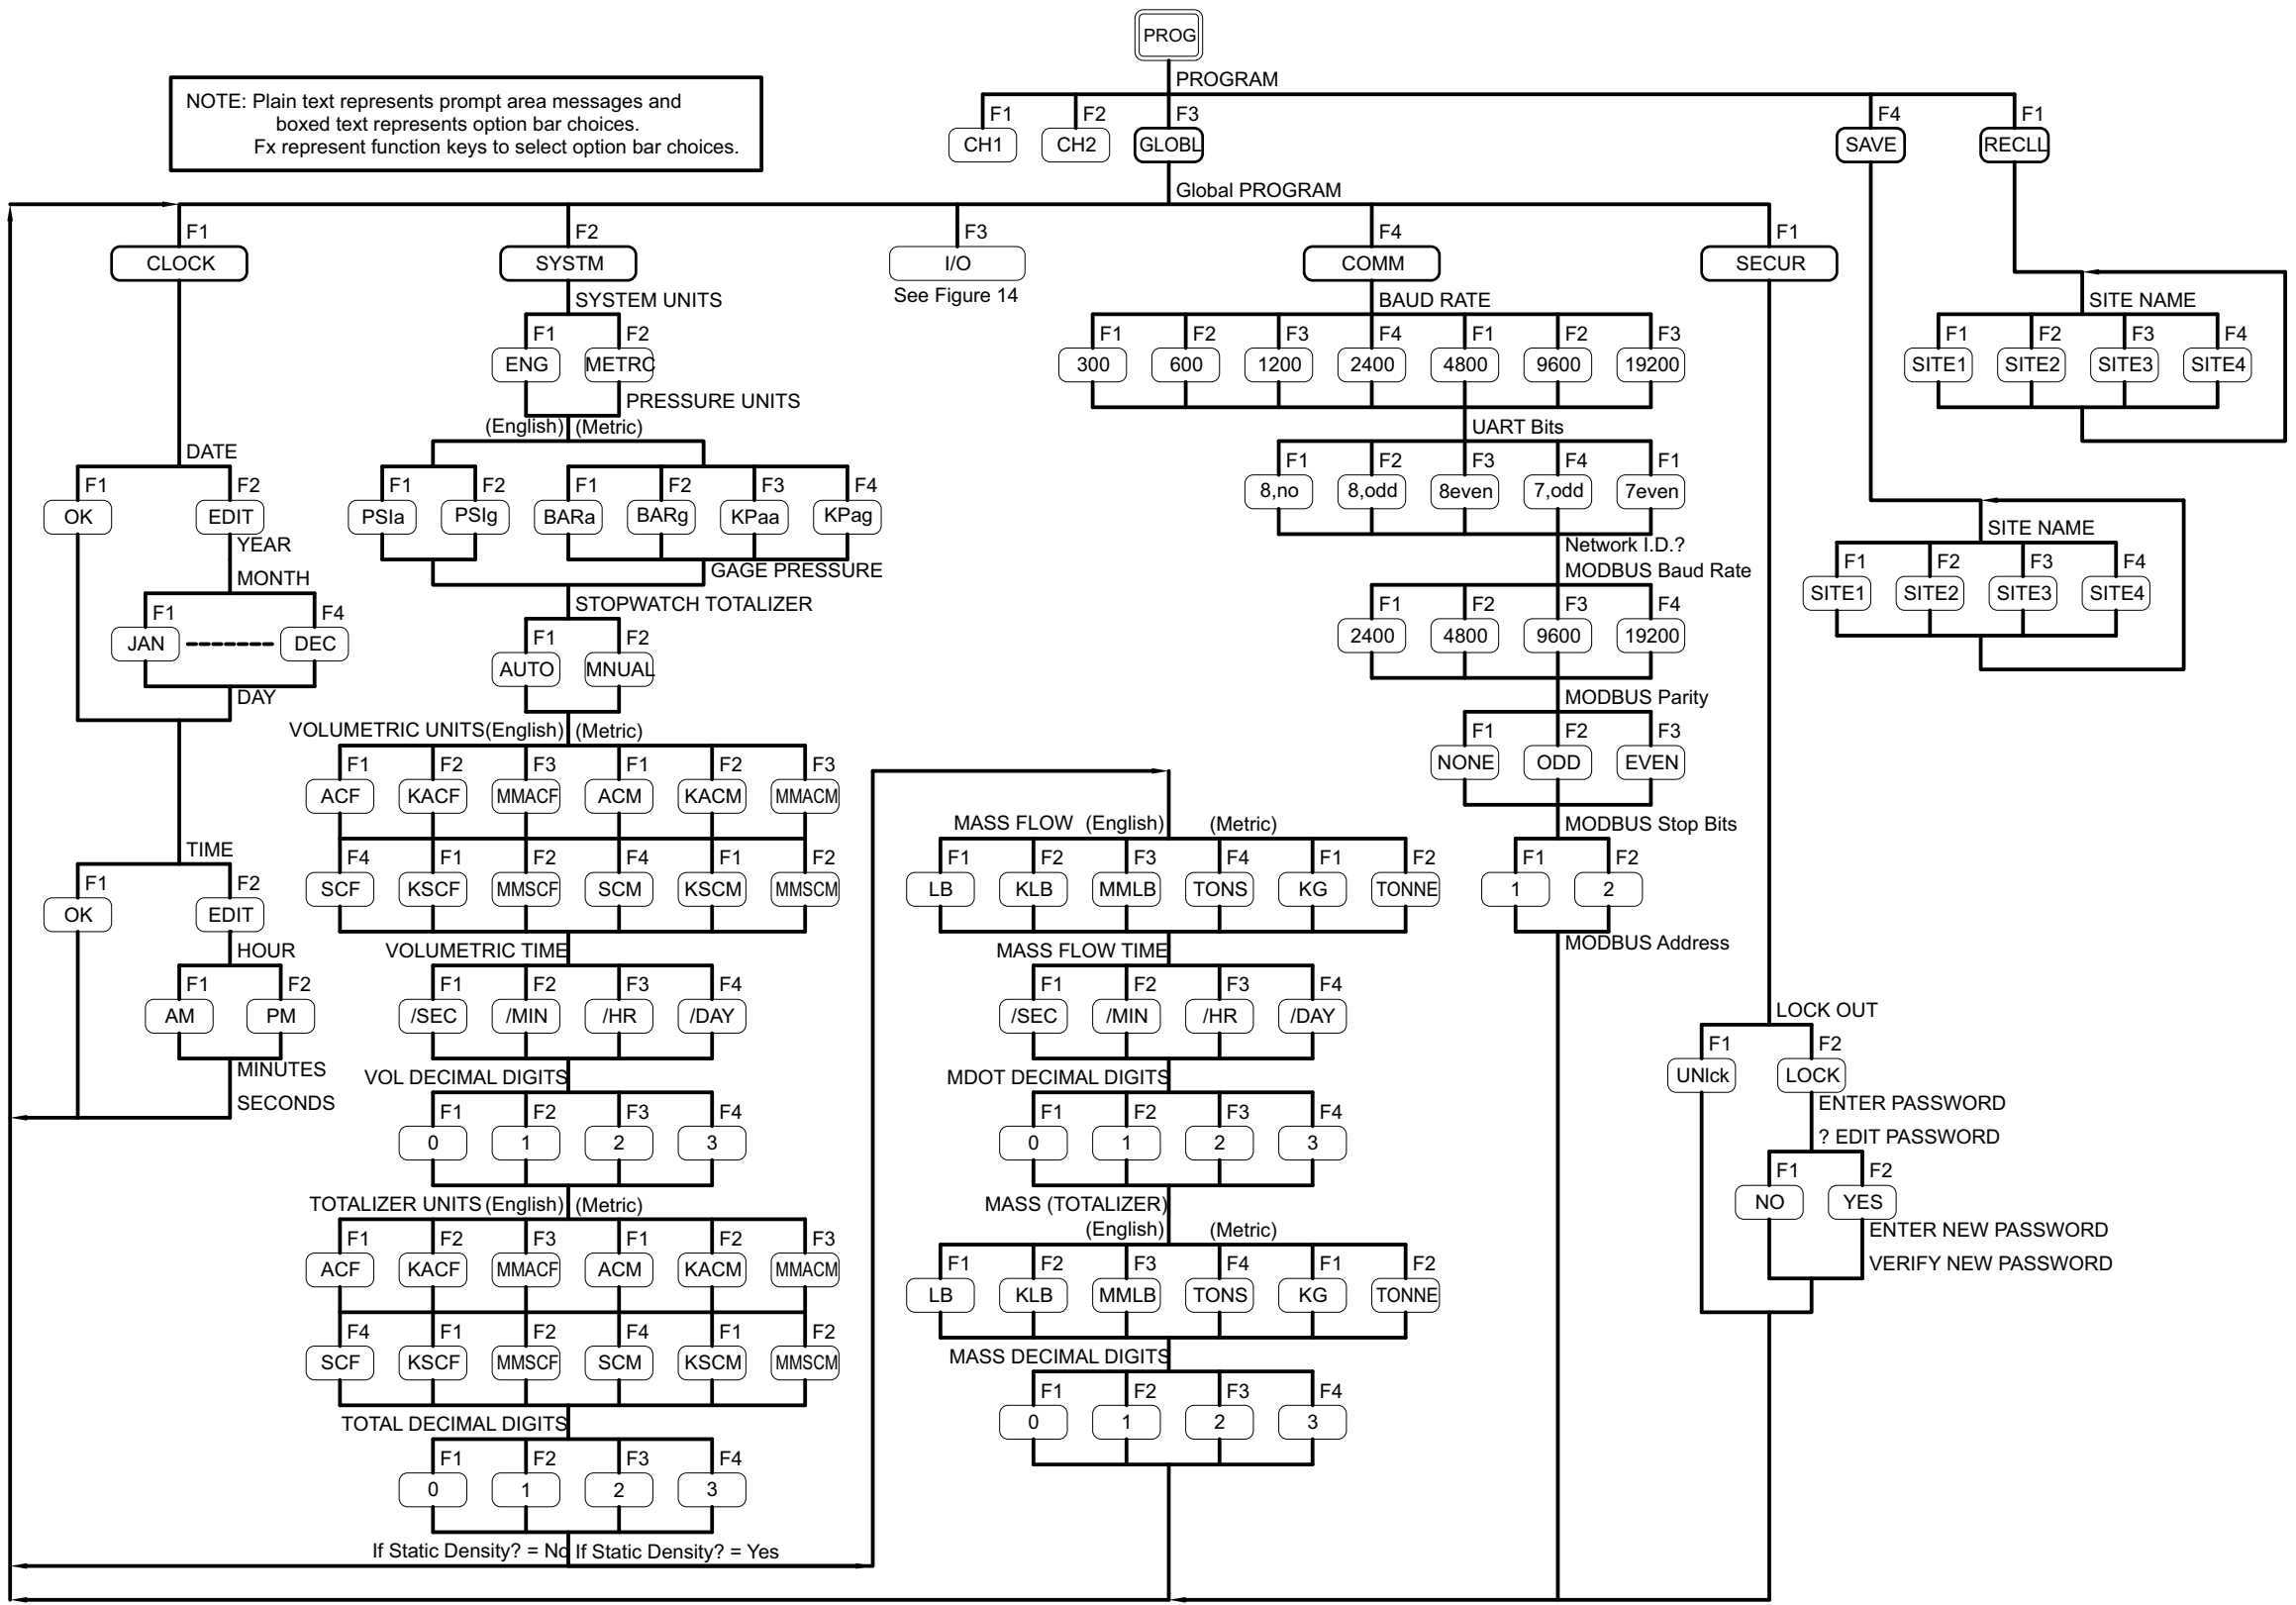 PROG
PROGRAM
NOTE: Plain text represents prompt area messages and
boxed text represents option bar choices.
Fx represent function keys to select option bar choices.
F1 F2 F3 F4 F1
CH1 CH2 GLOBL SAVE RECLL
Global PROGRAM
F1 F2 F3 F4 F1
CLOCK SYSTM I/O COMM SECUR
See Figure 14
DATE
F1 F2
OK EDIT
YEAR
MONTH
F1 F4
JAN DEC
DAY
TIME
F1 F2
OK EDIT
HOUR
F1 F2
AM PM
MINUTES
SECONDS
SYSTEM UNITS
F1 F2
ENG METRC
PRESSURE UNITS
(English) (Metric)
F1 F2 F1 F2 F3 F4
PSIa PSIg BARa BARg KPaa KPag
GAGE PRESSURE
STOPWATCH TOTALIZER
F1 F2
AUTO MNUAL
VOLUMETRIC UNITS(English) (Metric)
F1 F2 F3 F1 F2 F3
ACF KACF MMACF ACM KACM MMACM
F4 F1 F2 F4 F1 F2
SCF KSCF MMSCF SCM KSCM MMSCM
VOLUMETRIC TIME
F1 F2 F3 F4
/SEC /MIN /HR /DAY
VOL DECIMAL DIGITS
F1 F2 F3 F4
0 1 2 3
TOTALIZER UNITS (English) (Metric)
F1 F2 F3 F1 F2 F3
ACF KACF MMACF ACM KACM MMACM
F4 F1 F2 F4 F1 F2
SCF KSCF MMSCF SCM KSCM MMSCM
TOTAL DECIMAL DIGITS
F1 F2 F3 F4
0 1 2 3
If Static Density? = No If Static Density? = Yes
MASS FLOW (English) (Metric)
F1 F2 F3 F4 F1 F2
LB KLB MMLB TONS KG TONNE
MASS FLOW TIME
F1 F2 F3 F4
/SEC /MIN /HR /DAY
MDOT DECIMAL DIGITS
F1 F2 F3 F4
0 1 2 3
MASS (TOTALIZER)
(English) (Metric)
F1 F2 F3 F4 F1 F2
LB KLB MMLB TONS KG TONNE
MASS DECIMAL DIGITS
F1 F2 F3 F4
0 1 2 3
BAUD RATE
F1 F2 F3 F4 F1 F2 F3
300 600 1200 2400 4800 9600 19200
UART Bits
F1 F2 F3 F4 F1
8,no 8,odd 8even 7,odd 7even
Network I.D.?
MODBUS Baud Rate
F1 F2 F3 F4
2400 4800 9600 19200
MODBUS Parity
F1 F2 F3
NONE ODD EVEN
MODBUS Stop Bits
F1 F2
1 2
MODBUS Address
LOCK OUT
F1 F2
UNlck LOCK
ENTER PASSWORD
? EDIT PASSWORD
F1 F2
NO YES
ENTER NEW PASSWORD
VERIFY NEW PASSWORD
SITE NAME
F1 F2 F3 F4
SITE1 SITE2 SITE3 SITE4
SITE NAME
F1 F2 F3 F4
SITE1 SITE2 SITE3 SITE4